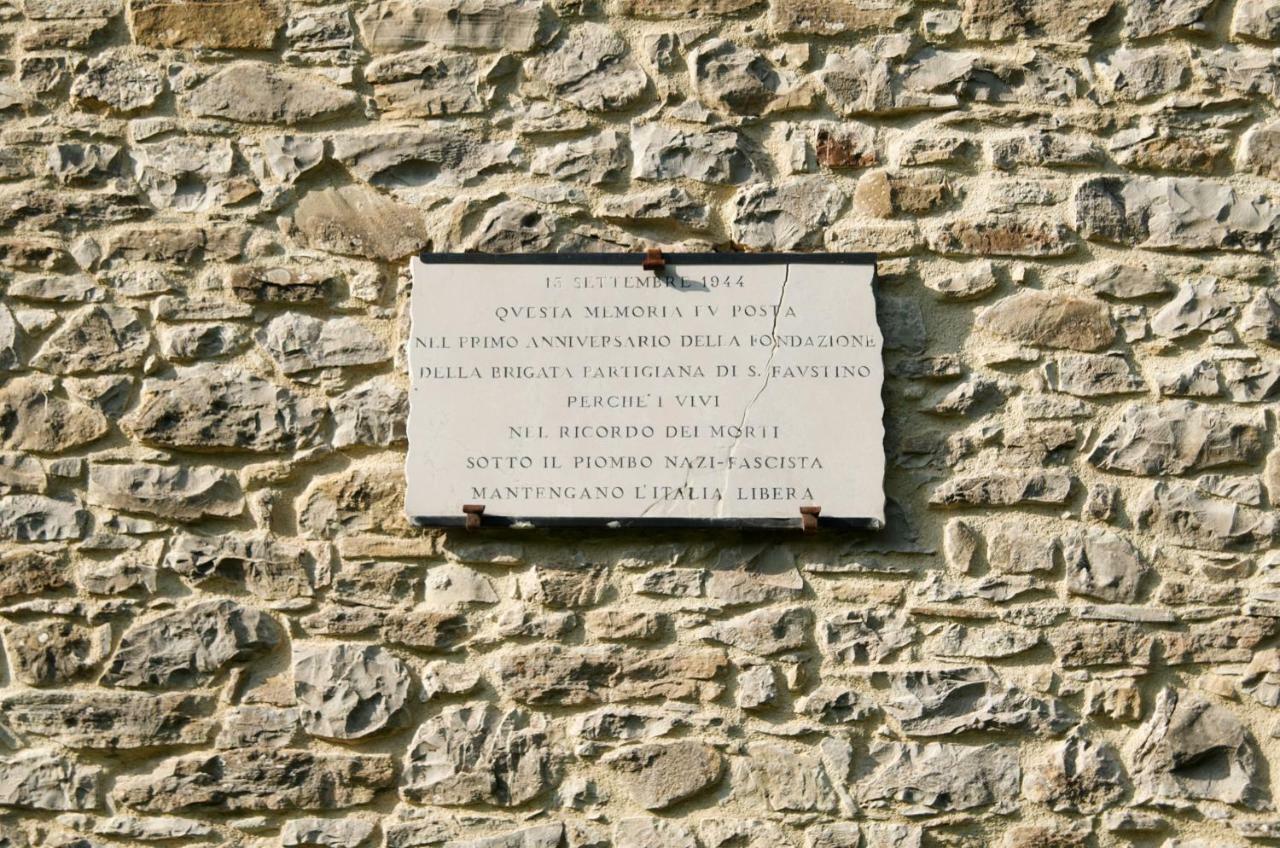 15 SETTEMBRE 1944
QVESTA MEMORIA FV POSTA
NEL PRIMO ANNIVERSARIO DELLA FONDAZIONE
DELLA BRIGATA PARTIGIANA DI S. FAVSTINO
PERCHE' I VIVI
NEL RICORDO DEI MORTI
SOTTO IL PIOMBO NAZI-FASCISTA
MANTENGANO L'ITALIA LIBERA